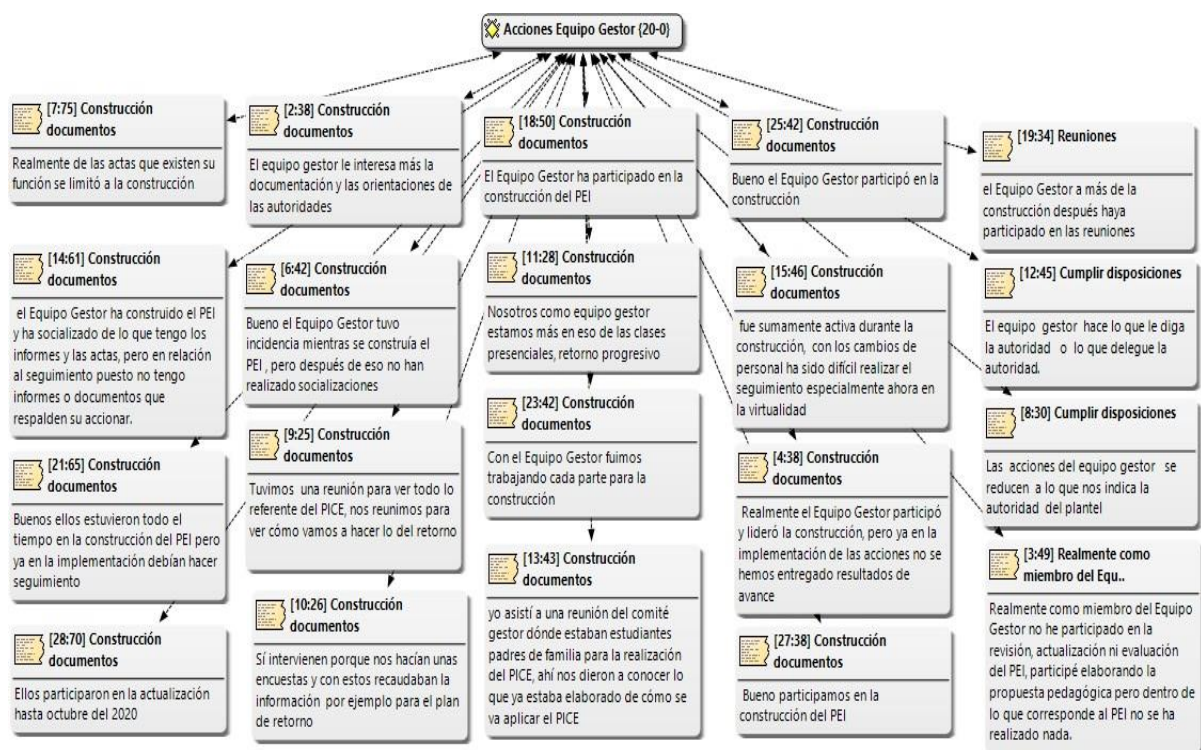 Acciones Equipo Gestor {20-0}
[7:75] Construcción
documentos
Realmente de las actas que existen su
función se limitó a la construcción
[2:38] Construcción
documentos
El equipo gestor le interesa más la
documentación y las orientaciones de
las autoridades
[18:50] Construcción
documentos
El Equipo Gestor ha participado en la
construcción del PEI
[25:42] Construcción
documentos
Bueno el Equipo Gestor participó en la
construcción
[19:34] Reuniones
el Equipo Gestor a más de la
construcción después haya
participado en las reuniones
[14:61] Construcción
documentos
el Equipo Gestor ha construido el PEI
y ha socializado de lo que tengo los
informes y las actas, pero en relación
al seguimiento puesto no tengo
informes o documentos que
respalden su accionar.
[6:42] Construcción
documentos
Bueno el Equipo Gestor tuvo
incidencia mientras se construía el
PEI , pero después de eso no han
realizado socializaciones
[11:28] Construcción
documentos
Nosotros como equipo gestor
estamos más en eso de las clases
presenciales, retorno progresivo
[15:46] Construcción
documentos
fue sumamente activa durante la
construcción, con los cambios de
personal ha sido difícil realizar el
seguimiento especialmente ahora en
la virtualidad
[12:45] Cumplir disposiciones
El equipo gestor hace lo que le diga
la autoridad o lo que delegue la
autoridad.
[21:65] Construcción
documentos
Buenos ellos estuvieron todo el
tiempo en la construcción del PEI pero
ya en la implementación debían hacer
seguimiento
[9:25] Construcción
documentos
Tuvimos una reunión para ver todo lo
referente del PICE, nos reunimos para
ver cómo vamos a hacer lo del retorno
[23:42] Construcción
documentos
Con el Equipo Gestor fuimos
trabajando cada parte para la
construcción
[4:38] Construcción
documentos
Realmente el Equipo Gestor participó
y lideró la construcción, pero ya en la
implementación de las acciones no se
hemos entregado resultados de
avance
[8:30] Cumplir disposiciones
Las acciones del equipo gestor se
reducen a lo que nos indica la
autoridad del plantel
[28:70] Construcción
documentos
Ellos participaron en la actualización
hasta octubre del 2020
[10:26] Construcción
documentos
Sí intervienen porque nos hacían unas
encuestas y con estos recaudaban la
información por ejemplo para el plan
de retorno
[13:43] Construcción
documentos
yo asistí a una reunión del comité
gestor dónde estaban estudiantes
padres de familia para la realización
del PICE, ahí nos dieron a conocer lo
que ya estaba elaborado de cómo se
va aplicar el PICE
[27:38] Construcción
documentos
Bueno participamos en la
construcción del PEI
[3:49] Realmente como
miembro del Equ..
Realmente como miembro del Equipo
Gestor no he participado en la
revisión, actualización ni evaluación
del PEI, participé elaborando la
propuesta pedagógica pero dentro de
lo que corresponde al PEI no se ha
realizado nada.